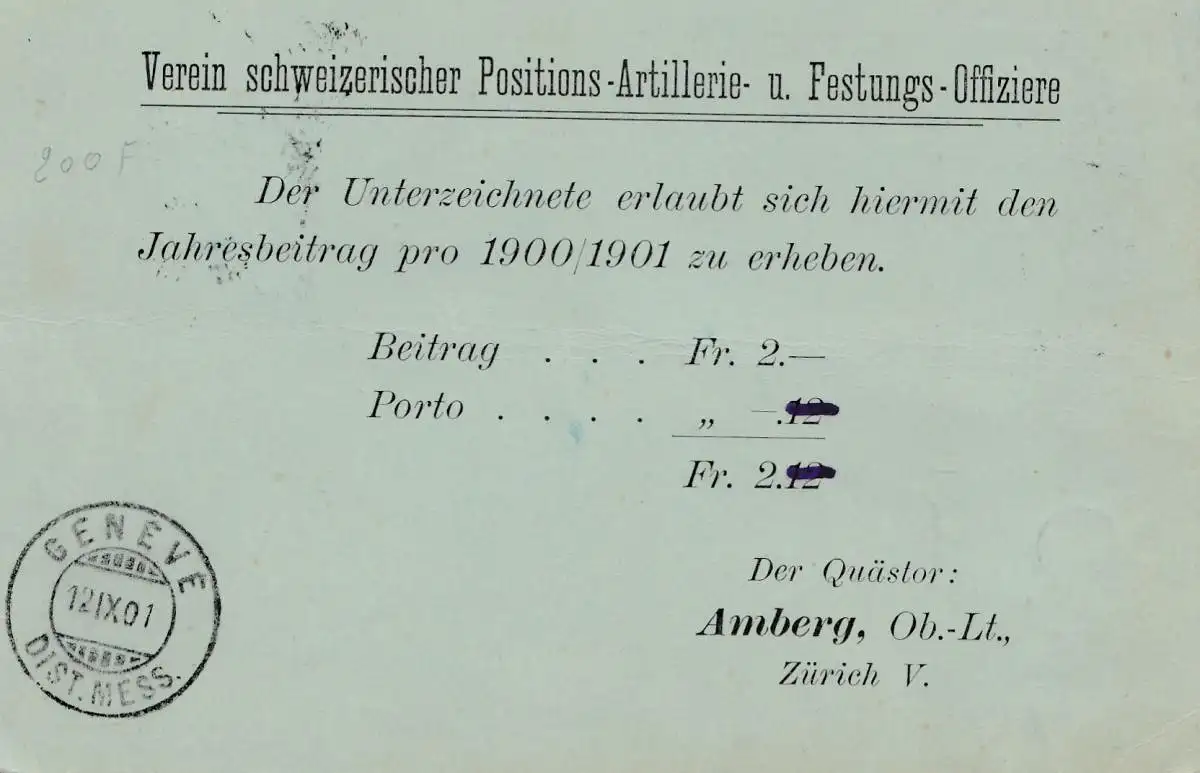 Verein schweizerischer Positions-Artillerie- u. Festungs-Offiziere
200 F
Der Unterzeichnete erlaubt sich hiermit den
Jahresbeitrag pro 1900/1901 zu erheben.
Beitrag . . . Fr. 2.—
Porto . . . . „ —.12
Fr. 2.12
GENÈVE
12 IX 01
DIST. MESS.
Der Quästor:
Amberg, Ob.-Lt.,
Zürich V.